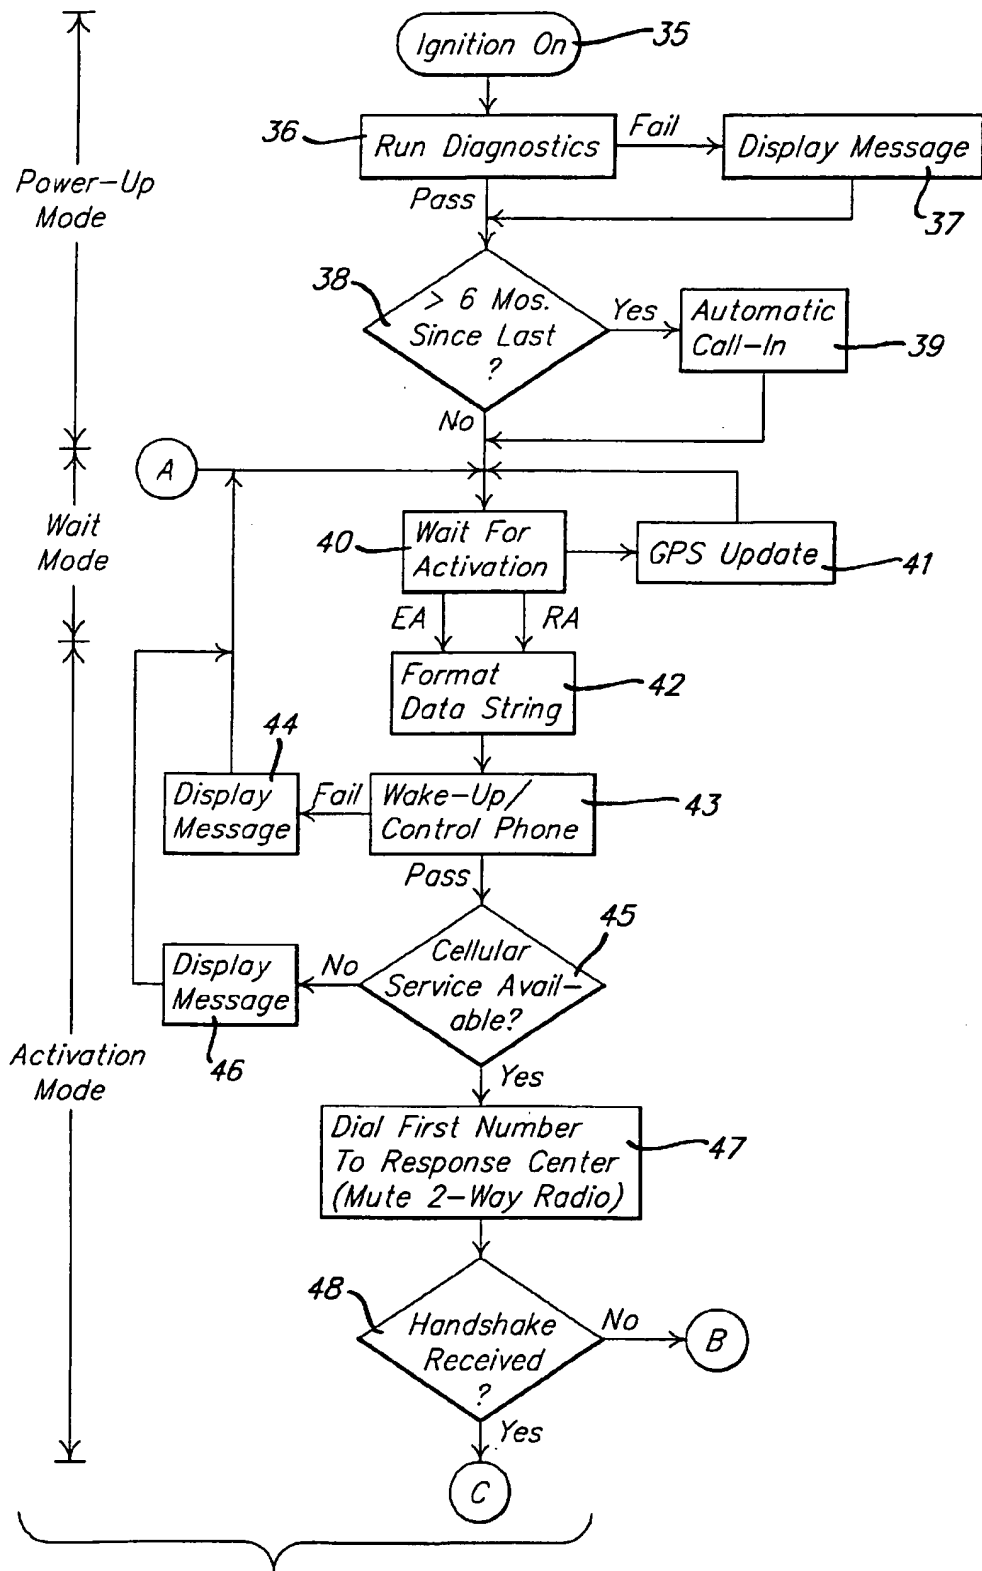 Ignition On
35
36
Run Diagnostics
Fail
Display Message
37
Power-Up
Mode
Pass
38
> 6 Mos.
Since Last
?
Yes
Automatic
Call-In
39
No
A
Wait
Mode
40
Wait For
Activation
GPS Update
41
EA
RA
Format
Data String
42
44
Display
Message
Fail
Wake-Up/
Control Phone
43
Pass
45
Cellular
Service Avail-
able?
No
Display
Message
46
Activation
Mode
Yes
Dial First Number
To Response Center
(Mute 2-Way Radio)
47
48
Handshake
Received
?
No
B
Yes
C